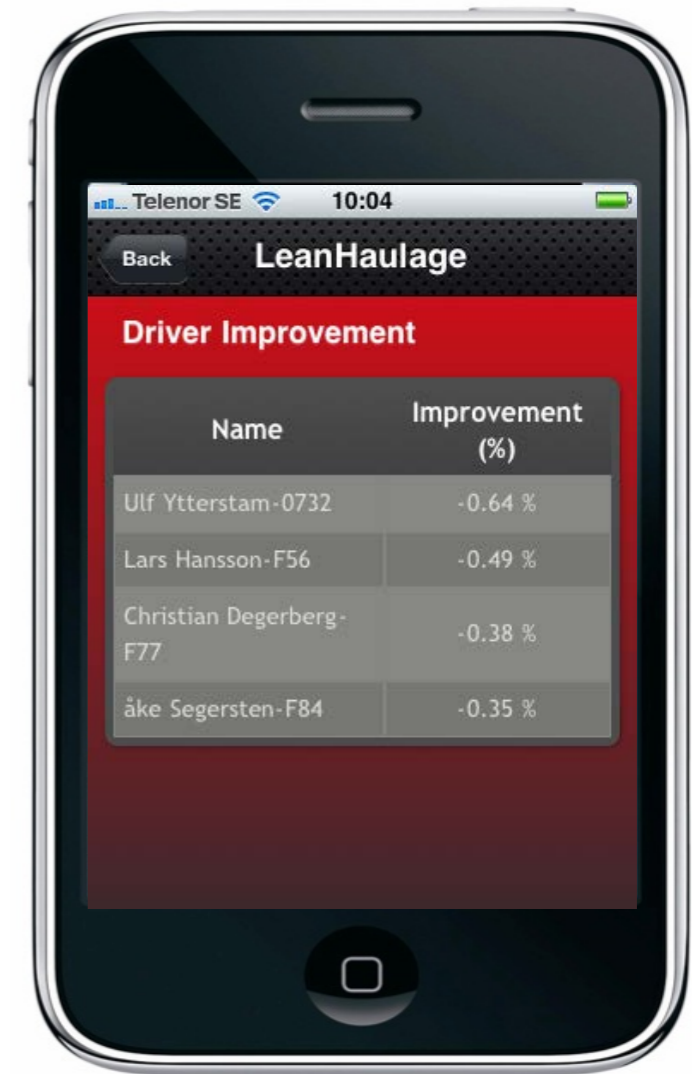 Telenor SE 10:04
Back LeanHaulage
Driver Improvement
Name Improvement
(%)
Ulf Ytterstam-0732 -0.64 %
Lars Hansson-F56 -0.49 %
Christian Degerberg-
F77 -0.38 %
åke Segersten-F84 -0.35 %